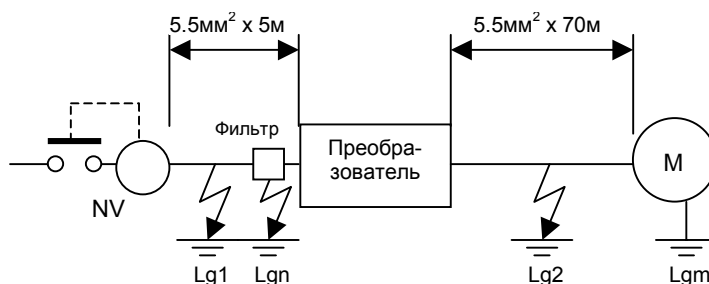 5.5мм² x 5м
5.5мм² x 70м
Фильтр
Преобра-
зователь
M
NV
Lg1
Lgn
Lg2
Lgm